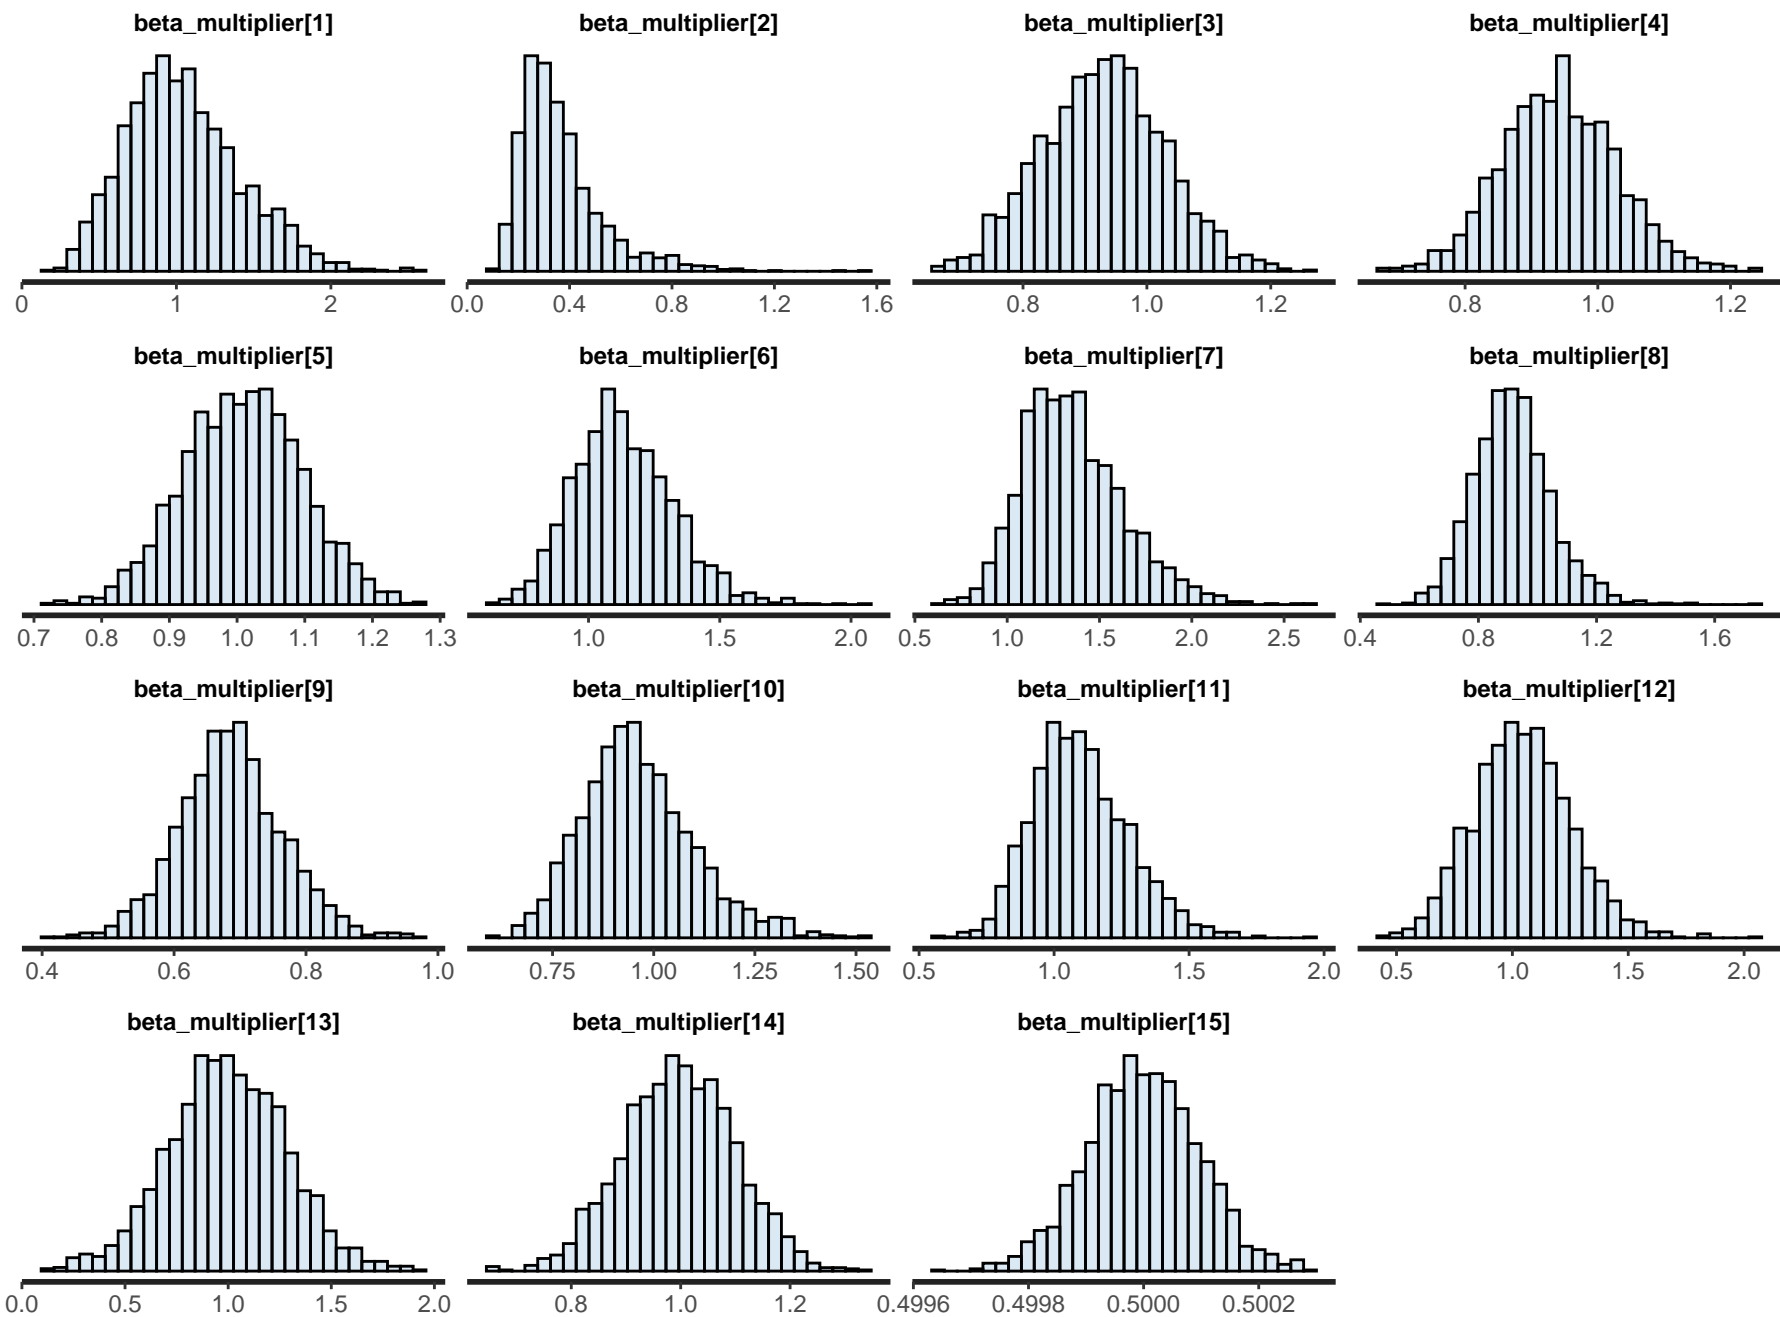 beta_multiplier[1] beta_multiplier[2] beta_multiplier[3] beta_multiplier[4]
0 1 2 0.0 0.4 0.8 1.2 1.6 0.8 1.0 1.2 0.8 1.0 1.2
beta_multiplier[5] beta_multiplier[6] beta_multiplier[7] beta_multiplier[8]
0.7 0.8 0.9 1.0 1.1 1.2 1.3 1.0 1.5 2.0 0.5 1.0 1.5 2.0 2.5 0.4 0.8 1.2 1.6
beta_multiplier[9] beta_multiplier[10] beta_multiplier[11] beta_multiplier[12]
0.4 0.6 0.8 1.0 0.75 1.00 1.25 1.50 0.5 1.0 1.5 2.0 0.5 1.0 1.5 2.0
beta_multiplier[13] beta_multiplier[14] beta_multiplier[15]
0.0 0.5 1.0 1.5 2.0 0.8 1.0 1.2 0.4996 0.4998 0.5000 0.5002